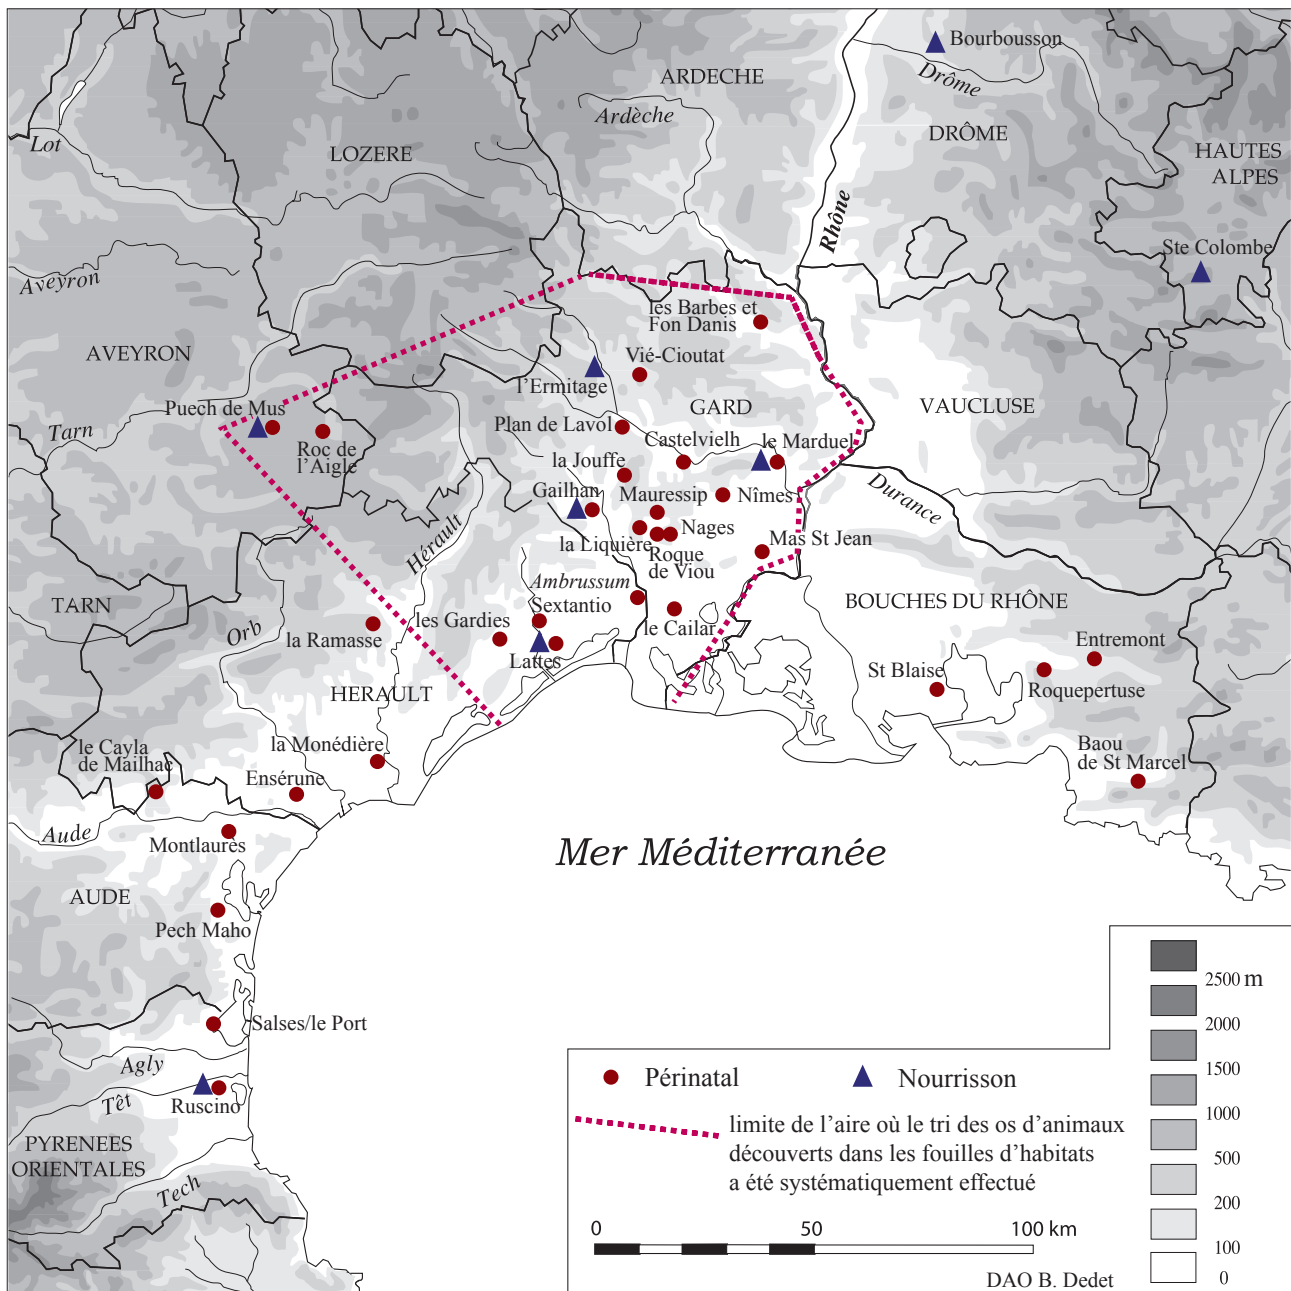 Bourbousson
Drôme
ARDECHE
Ardèche
DRÔME
Lot
LOZERE
HAUTES
ALPES
Rhône
Ste Colombe
Aveyron
les Barbes et
Fon Danis
AVEYRON
Vié-Cioutat
l'Ermitage
GARD
VAUCLUSE
Puech de Mus
Plan de Lavol
Tarn
Roc de
l'Aigle
Castelvielh
le Marduel
la Jouffe
Gailhan
Mauressip
Nîmes
Durance
Hérault
Nages
la Liquière
Roque
de Viou
Mas St Jean
Ambrussum
Sextantio
TARN
BOUCHES DU RHÔNE
Orb
la Ramasse
les Gardies
le Cailar
Entremont
Lattes
St Blaise
Roquepertuse
HERAULT
le Cayla
de Mailhac
la Monédière
Baou
de St Marcel
Ensérune
Aude
Montlaurès
Mer Méditerranée
AUDE
Pech Maho
Salses/le Port
Agly
Têt
Ruscino
PYRENEES
ORIENTALES
Tech
2500 m
2000
1500
1000
500
200
100
0
Périnatal
Nourrisson
limite de l'aire où le tri des os d'animaux
découverts dans les fouilles d'habitats
a été systématiquement effectué
0 50 100 km
DAO B. Dedet